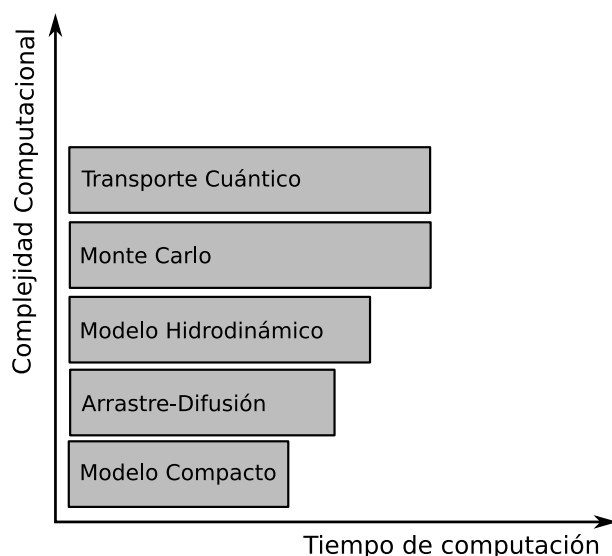 Complejidad Computacional
Transporte Cuántico
Monte Carlo
Modelo Hidrodinámico
Arrastre-Difusión
Modelo Compacto
Tiempo de computación